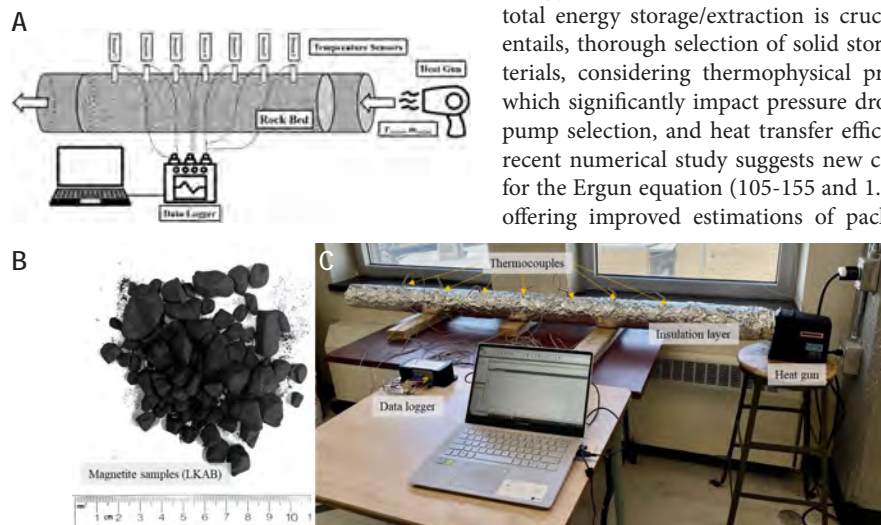 A
Temperature Sensors
Heat Gun
Rock Bed
Data Logger
total energy storage/extraction is cruc
entails, thorough selection of solid stor
terials, considering thermophysical pr
which significantly impact pressure dro
pump selection, and heat transfer effic
recent numerical study suggests new c
for the Ergun equation (105-155 and 1.
offering improved estimations of pack
B
Magnetite samples (LKAB)
cm
1 2 3 4 5 6 7 8 9 10
C
Thermocouples
Insulation layer
Heat gun
Data logger